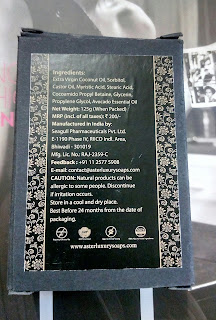 Ingredients:
Extra Virgin Coconut Oil, Sorbitol,
Castor Oil, Myristic Acid, Stearic Acid,
Cocoamido Propyl Betaine, Glycerin,
Propylene Glycol, Avocado Essential Oil
Net Weight: 125g (When Packed)
MRP (incl. of all taxes): ₹ 200/-
Manufactured in India by:
Seagull Pharmaceuticals Pvt. Ltd.
E-1190 Phase IV, RIICO Indl. Area,
Bhiwadi - 301019
Mfg. Lic. No.: RAJ-2359-C
Feedback : +91 11 2577 5908
E-mail: contact@asterluxurysoaps.com
CAUTION: Natural products can be
allergic to some people. Discontinue
if irritation occurs.
Store in a cool and dry place.
Best Before 24 months from the date of
packaging.
www.asterluxurysoaps.com